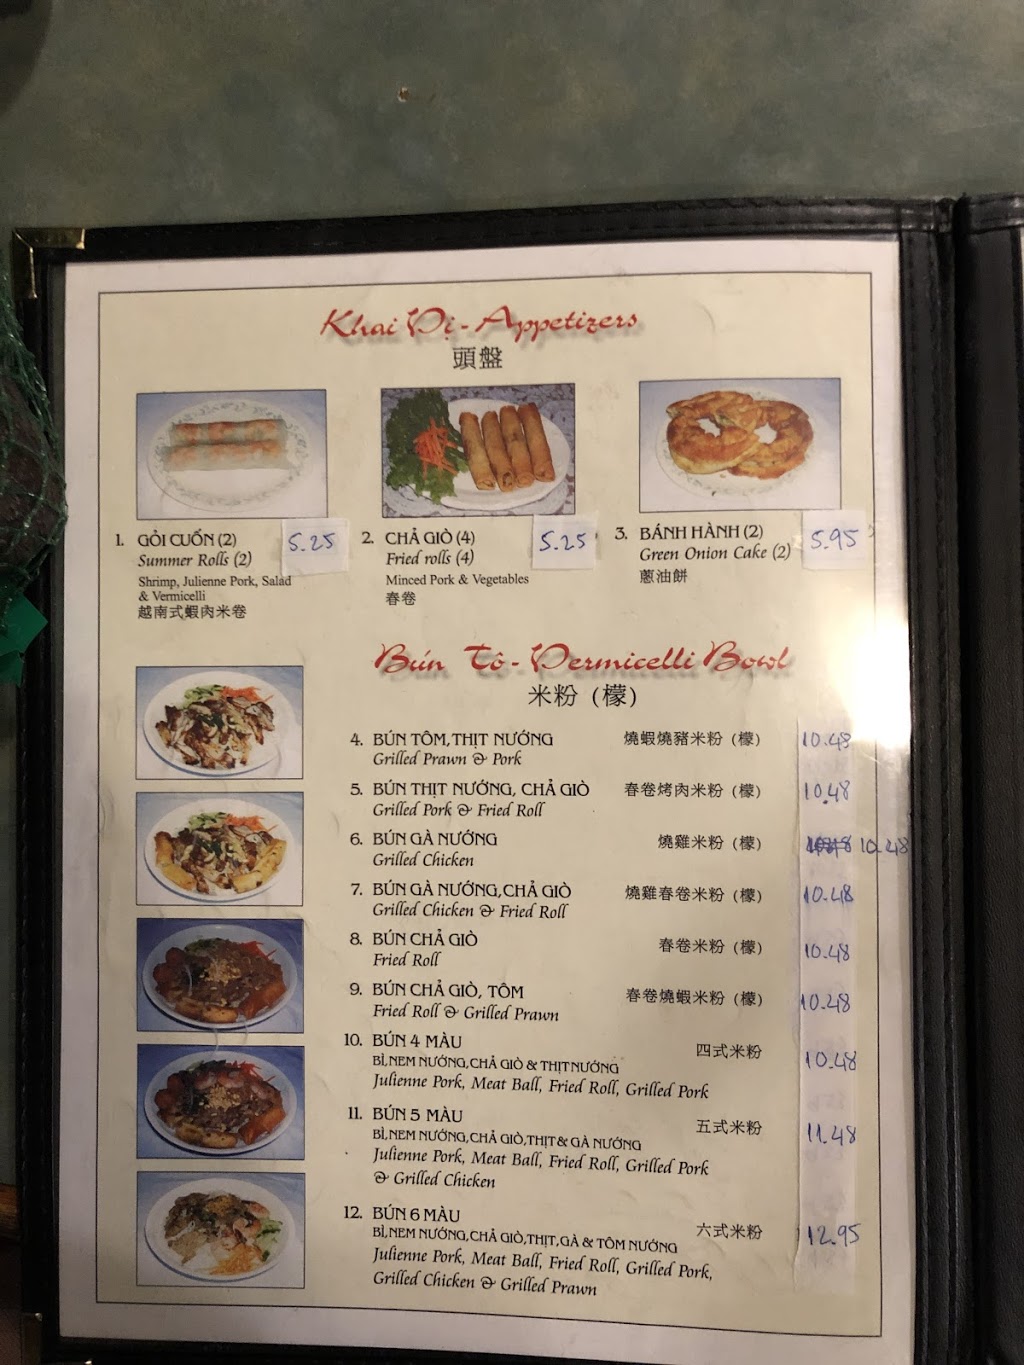 Khai Vị - Appetizers
頭盤
1. GỎI CUỐN (2) 5.25
Summer Rolls (2)
Shrimp, Julienne Pork, Salad
& Vermicelli
越南式蝦肉米卷
2. CHẢ GIÒ (4) 5.25
Fried rolls (4)
Minced Pork & Vegetables
春卷
3. BÁNH HÀNH (2) 5.95
Green Onion Cake (2)
蔥油餅
Bún Tô - Vermicelli Bowl
米粉 (檬)
4. BÚN TÔM, THỊT NƯỚNG 燒蝦燒豬米粉 (檬) 10.48
Grilled Prawn & Pork
5. BÚN THỊT NƯỚNG, CHẢ GIÒ 春卷烤肉米粉 (檬) 10.48
Grilled Pork & Fried Roll
6. BÚN GÀ NƯỚNG 燒雞米粉 (檬) 10.48
Grilled Chicken
7. BÚN GÀ NƯỚNG, CHẢ GIÒ 燒雞春卷米粉 (檬) 10.48
Grilled Chicken & Fried Roll
8. BÚN CHẢ GIÒ 春卷米粉 (檬) 10.48
Fried Roll
9. BÚN CHẢ GIÒ, TÔM 春卷燒蝦米粉 (檬) 10.48
Fried Roll & Grilled Prawn
10. BÚN 4 MÀU 四式米粉 10.48
BÌ, NEM NƯỚNG, CHẢ GIÒ & THỊT NƯỚNG
Julienne Pork, Meat Ball, Fried Roll, Grilled Pork
11. BÚN 5 MÀU 五式米粉 11.48
BÌ, NEM NƯỚNG, CHẢ GIÒ, THỊT & GÀ NƯỚNG
Julienne Pork, Meat Ball, Fried Roll, Grilled Pork
& Grilled Chicken
12. BÚN 6 MÀU 六式米粉 12.95
BÌ, NEM NƯỚNG, CHẢ GIÒ, THỊT, GÀ & TÔM NƯỚNG
Julienne Pork, Meat Ball, Fried Roll, Grilled Pork,
Grilled Chicken & Grilled Prawn